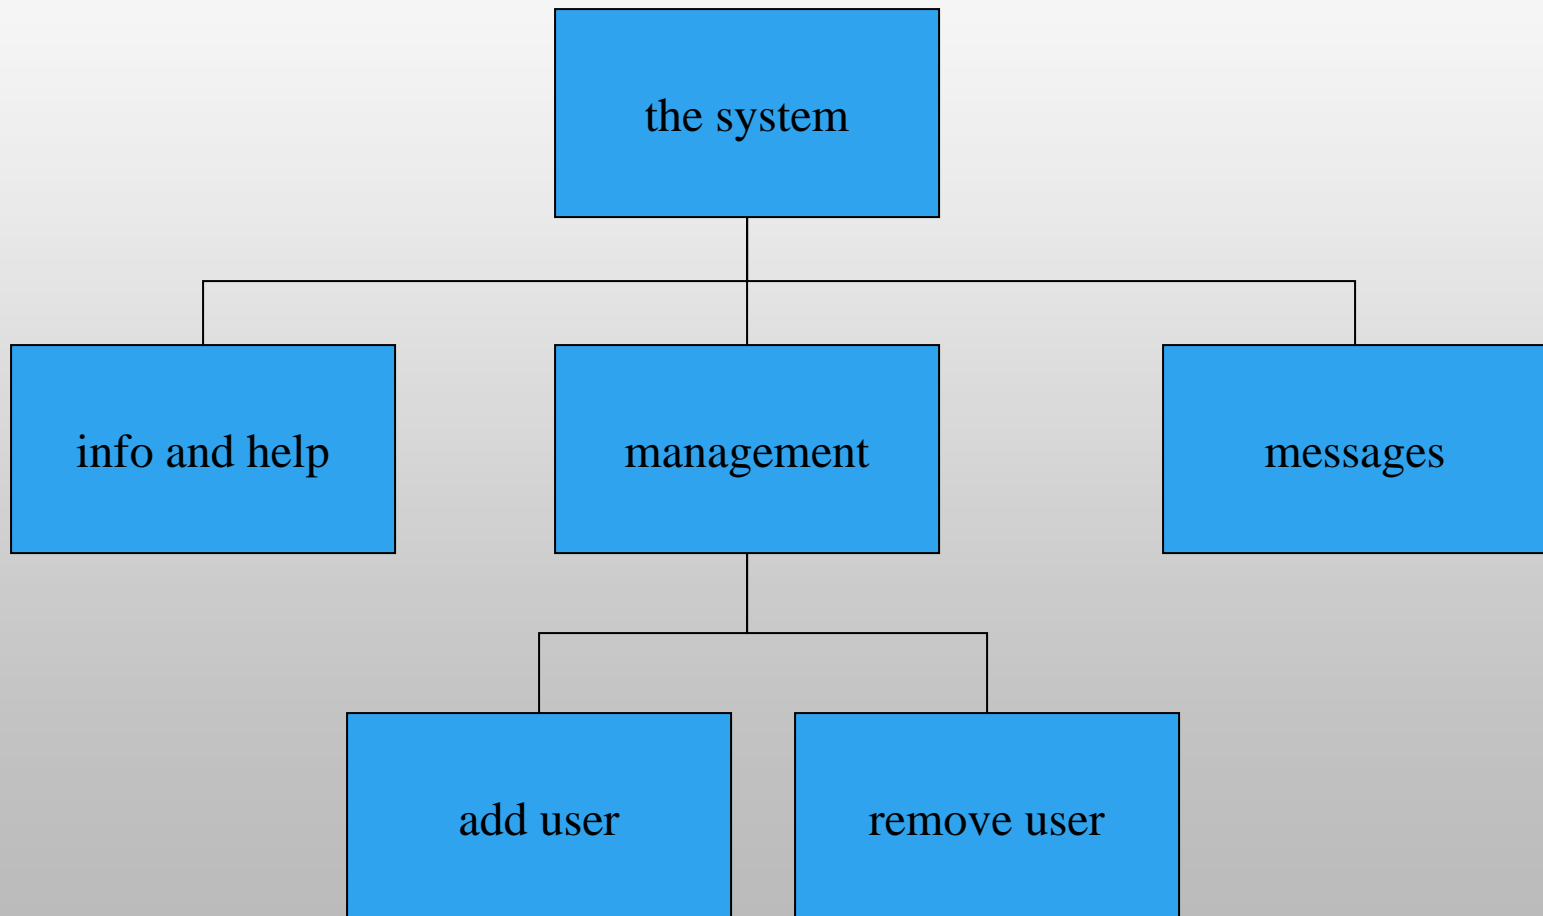 the system
info and help
management
messages
add user
remove user